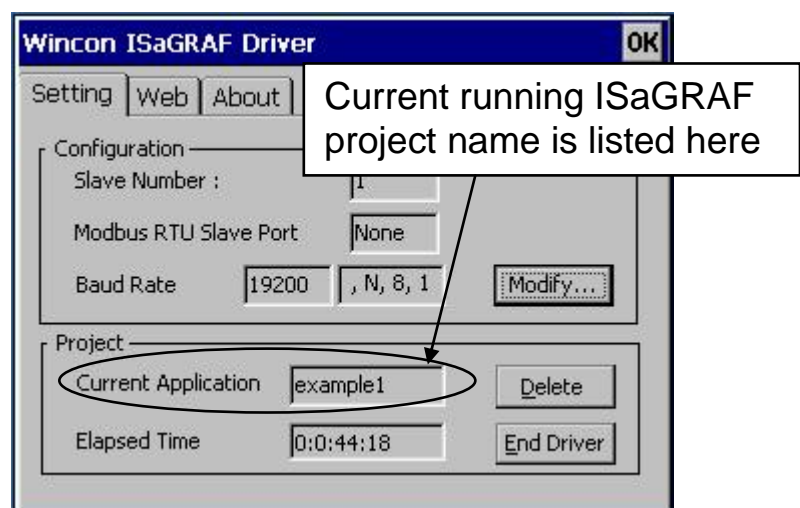 Wincon ISaGRAF Driver OK
Setting Web About
Current running ISaGRAF
project name is listed here
Configuration
Slave Number : 1
Modbus RTU Slave Port None
Baud Rate 19200 , N, 8, 1 Modify...
Project
Current Application example1 Delete
Elapsed Time 0:0:44:18 End Driver